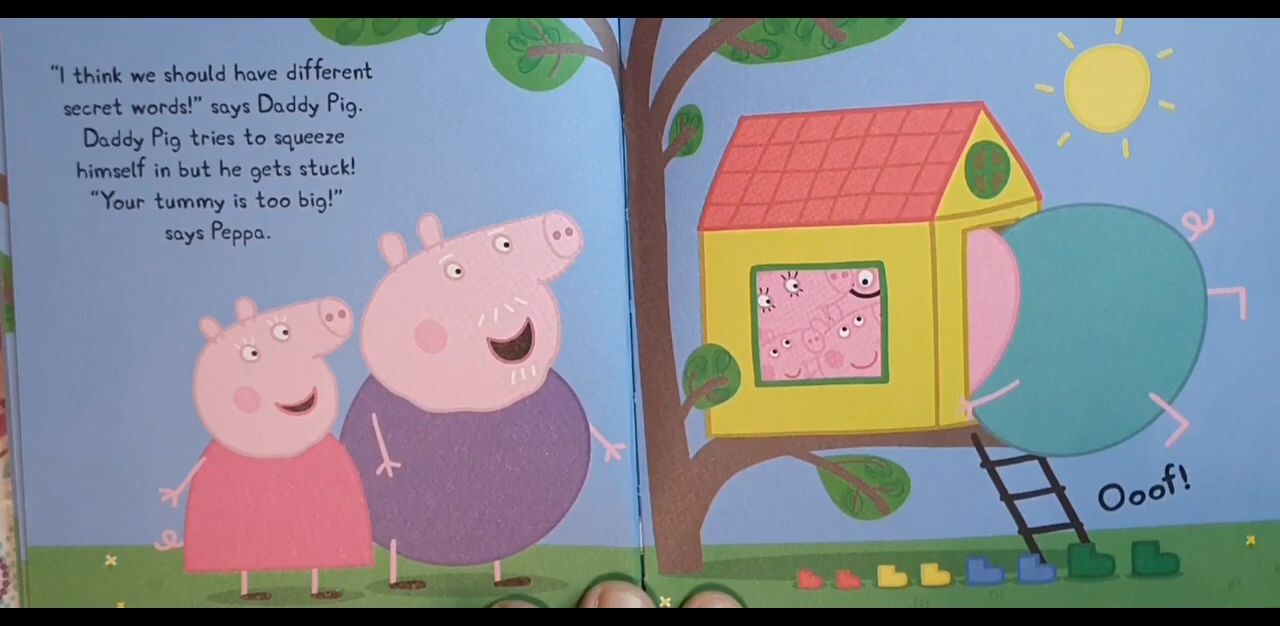 “I think we should have different
secret words!” says Daddy Pig.
Daddy Pig tries to squeeze
himself in but he gets stuck!
“Your tummy is too big!”
says Peppa.
Ooof!